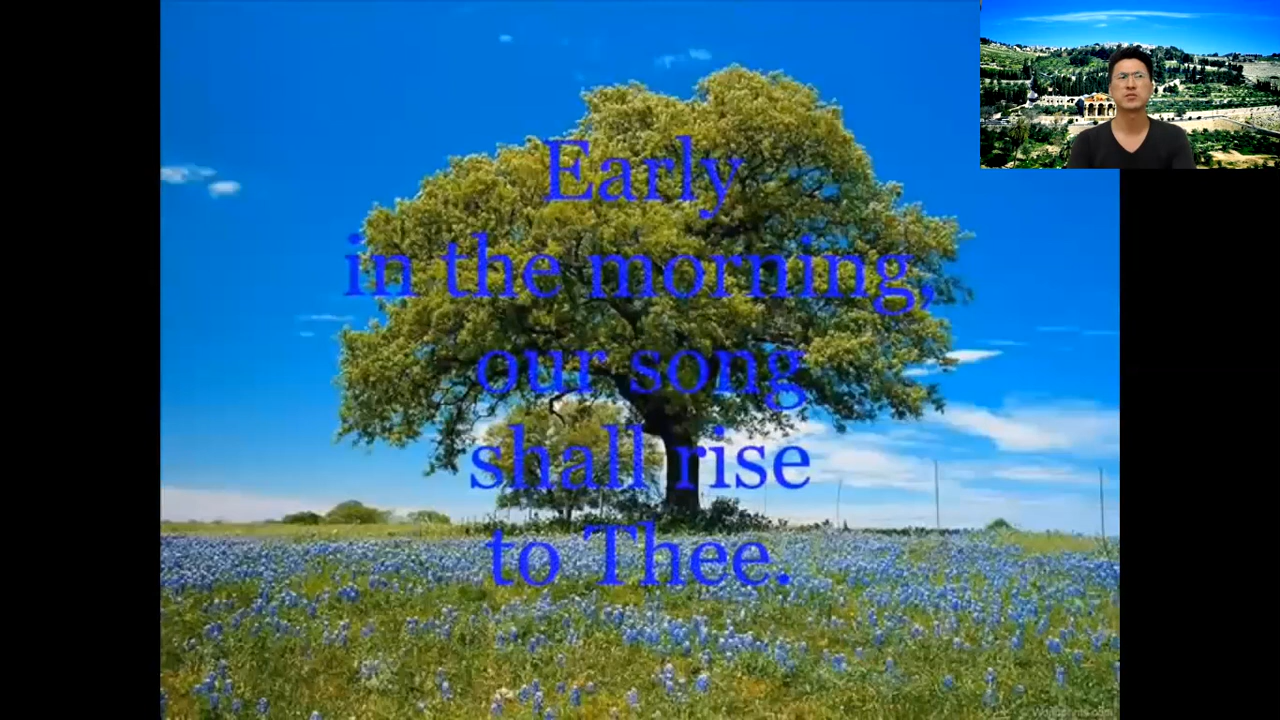 Early
in the morning,
our song
shall rise
to Thee.